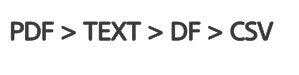 PDF > TEXT > DF > CSV